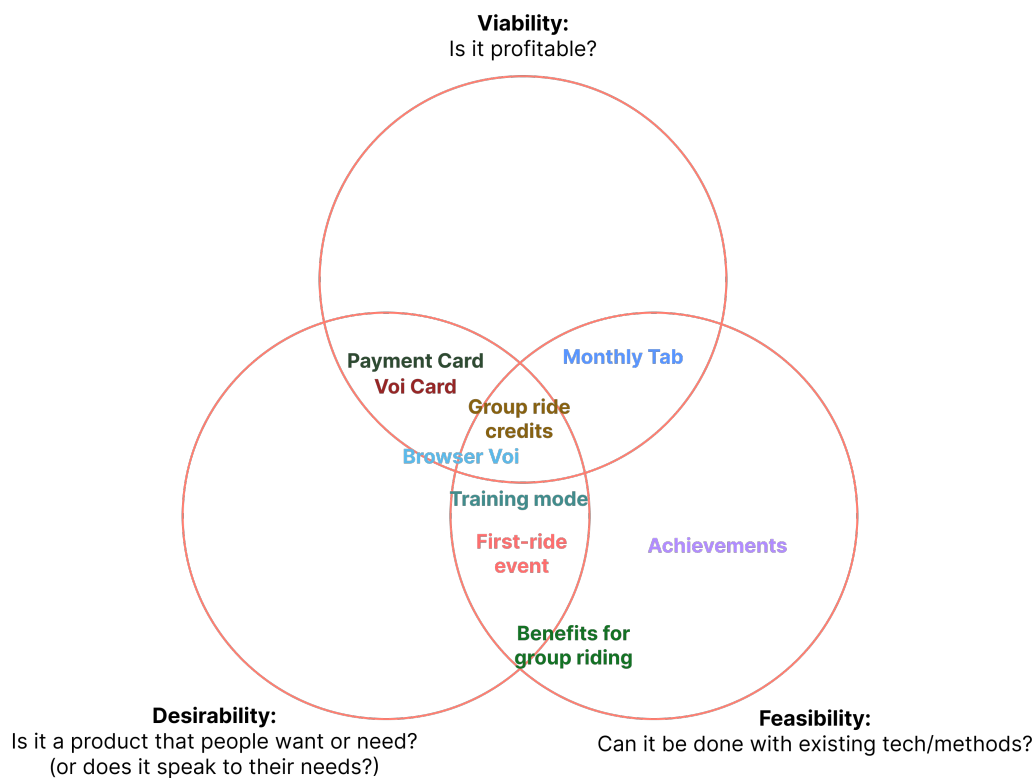 Viability:
Is it profitable?
Payment Card
Voi Card
Monthly Tab
Group ride
credits
Browser Voi
Training mode
First-ride
event
Achievements
Benefits for
group riding
Desirability:
Is it a product that people want or need?
(or does it speak to their needs?)
Feasibility:
Can it be done with existing tech/methods?